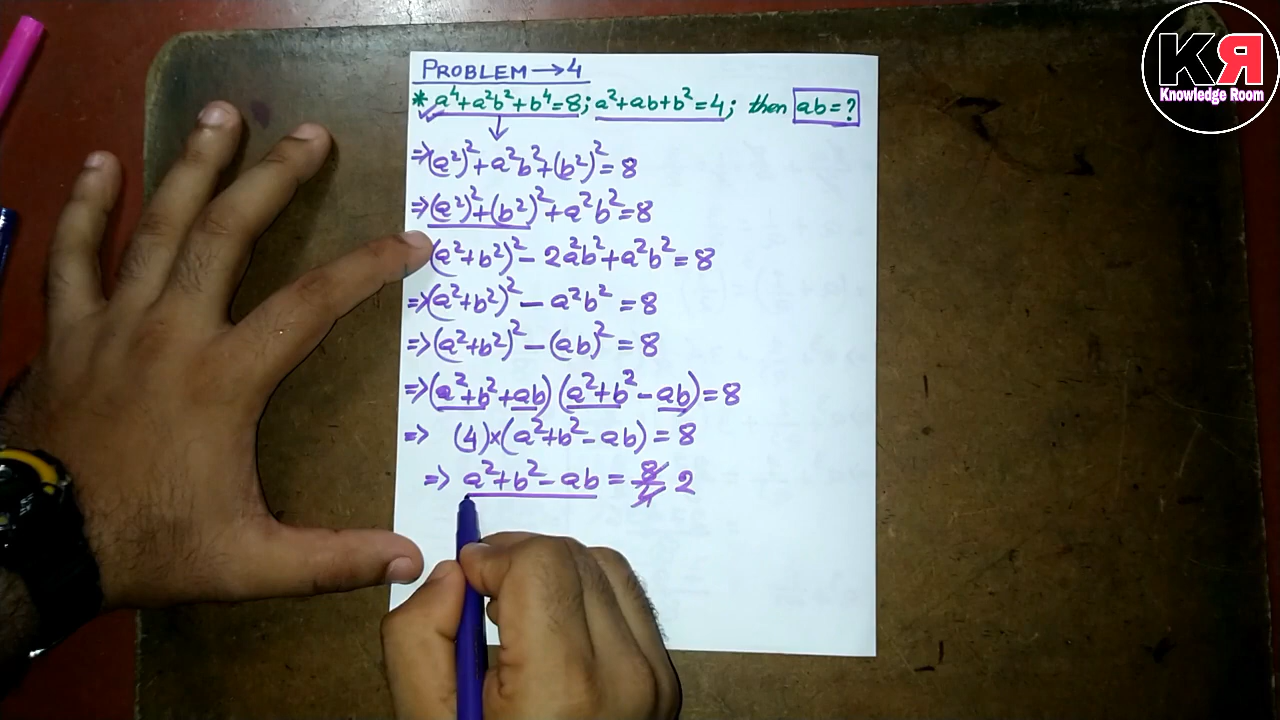 KЯ
Knowledge Room
PROBLEM → 4
* a⁴+a²b²+b⁴=8; a²+ab+b²=4; then ab=?
⇒(a²)²+a²b²+(b²)²=8
⇒(a²)²+(b²)²+a²b²=8
(a²+b²)²-2a²b²+a²b²=8
⇒(a²+b²)²-a²b²=8
⇒(a²+b²)²-(ab)²=8
⇒(a²+b²+ab)(a²+b²-ab)=8
⇒ (4)×(a²+b²-ab)=8
⇒ a²+b²-ab=8/4 2